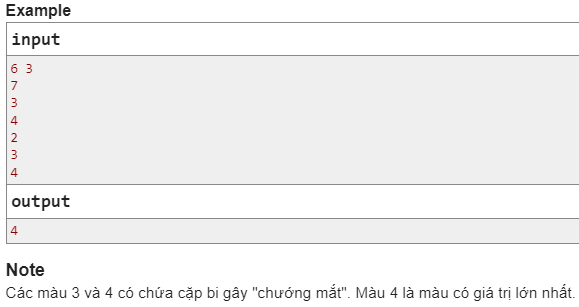 Example
input
6 3
7
3
4
2
3
4
output
4
Note
Các màu 3 và 4 có chứa cặp bi gây "chướng mắt". Màu 4 là màu có giá trị lớn nhất.